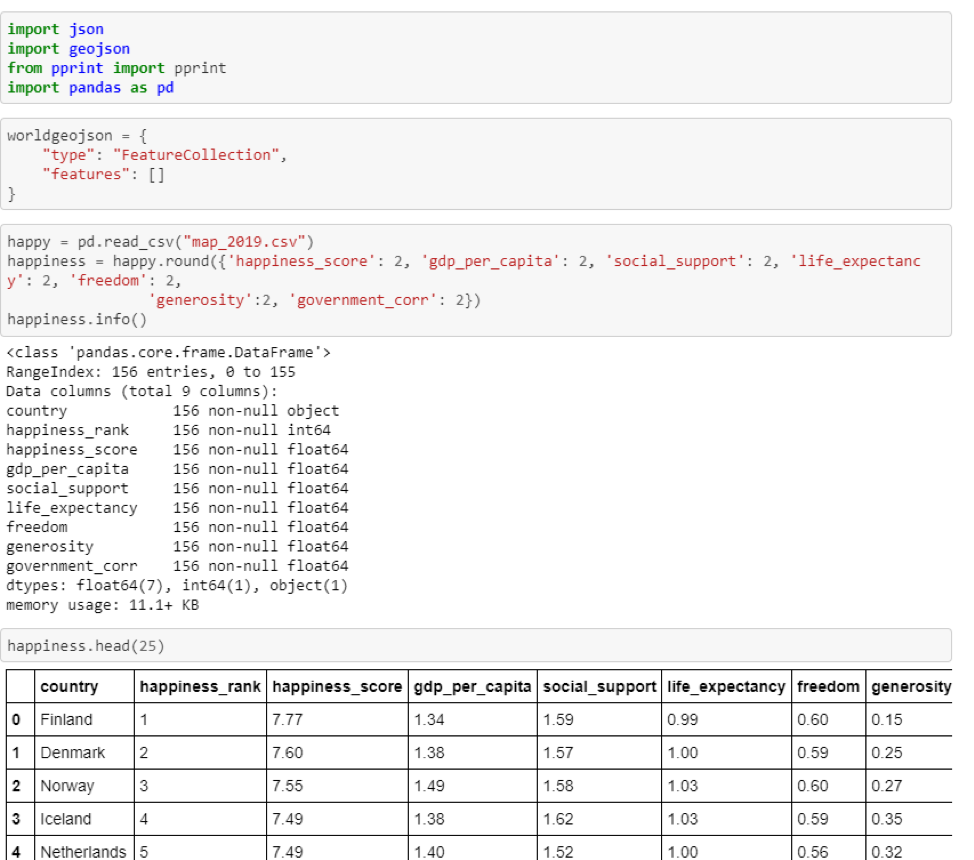 import json
import geojson
from pprint import pprint
import pandas as pd
worldgeojson = {
    "type": "FeatureCollection",
    "features": []
}
happy = pd.read_csv("map_2019.csv")
happiness = happy.round({'happiness_score': 2, 'gdp_per_capita': 2, 'social_support': 2, 'life_expectanc
y': 2, 'freedom': 2,
                  'generosity':2, 'government_corr': 2})
happiness.info()
<class 'pandas.core.frame.DataFrame'>
RangeIndex: 156 entries, 0 to 155
Data columns (total 9 columns):
country             156 non-null object
happiness_rank      156 non-null int64
happiness_score     156 non-null float64
gdp_per_capita      156 non-null float64
social_support      156 non-null float64
life_expectancy     156 non-null float64
freedom             156 non-null float64
generosity          156 non-null float64
government_corr     156 non-null float64
dtypes: float64(7), int64(1), object(1)
memory usage: 11.1+ KB
happiness.head(25)
country happiness_rank happiness_score gdp_per_capita social_support life_expectancy freedom generosity
0 Finland 1 7.77 1.34 1.59 0.99 0.60 0.15
1 Denmark 2 7.60 1.38 1.57 1.00 0.59 0.25
2 Norway 3 7.55 1.49 1.58 1.03 0.60 0.27
3 Iceland 4 7.49 1.38 1.62 1.03 0.59 0.35
4 Netherlands 5 7.49 1.40 1.52 1.00 0.56 0.32